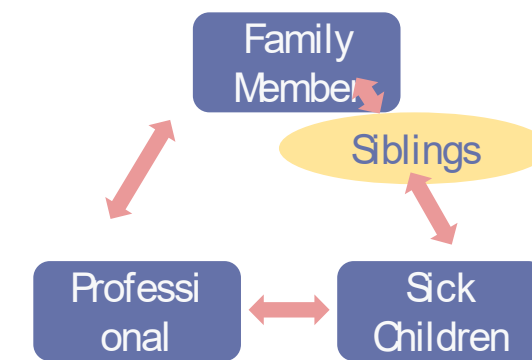 Family
Member
Siblings
Professi
onal
Sick
Children